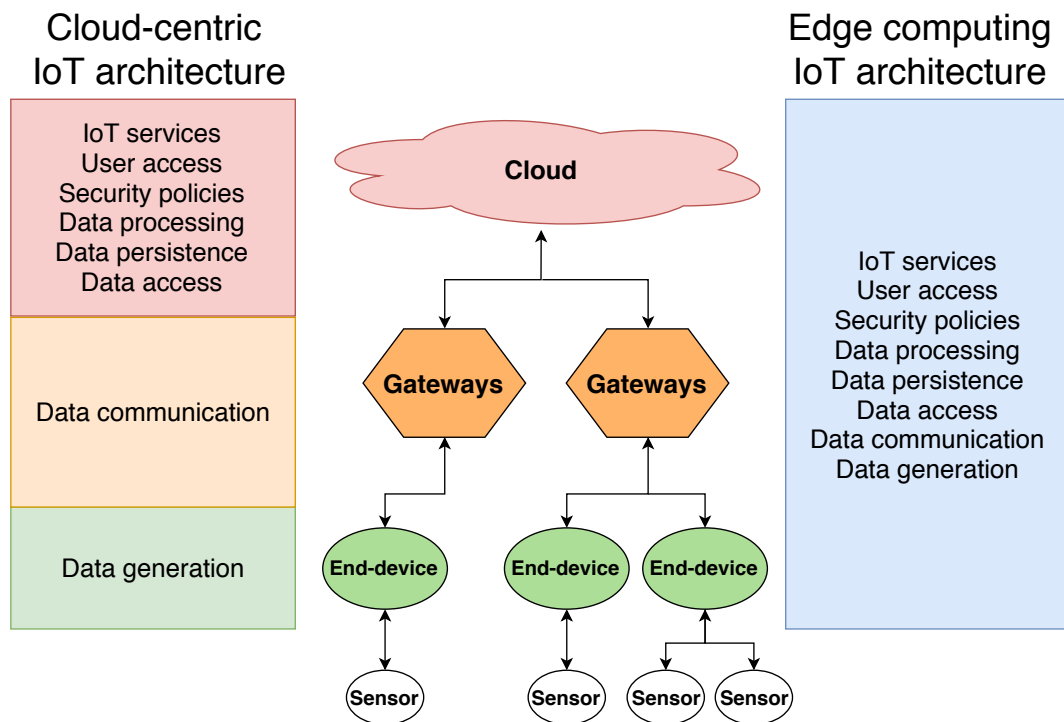 Cloud-centric
IoT architecture
IoT services
User access
Security policies
Data processing
Data persistence
Data access
Data communication
Data generation
Cloud
Gateways
Gateways
End-device
End-device
End-device
Sensor
Sensor
Sensor
Sensor
Edge computing
IoT architecture
IoT services
User access
Security policies
Data processing
Data persistence
Data access
Data communication
Data generation